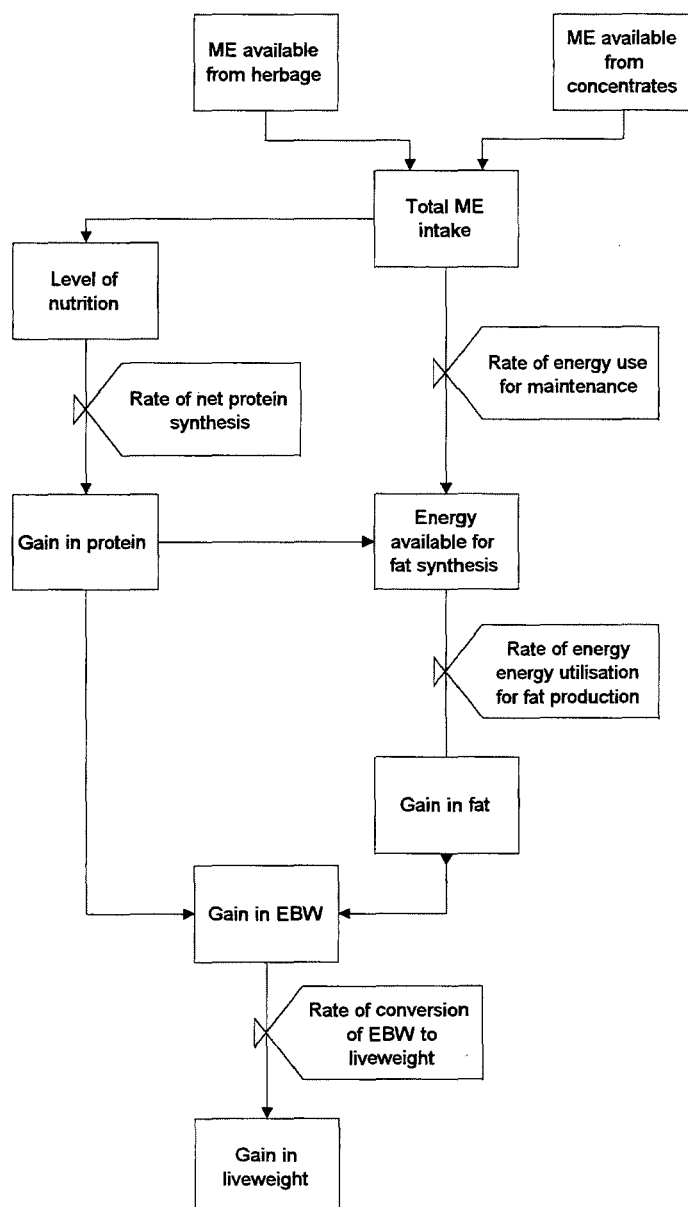 ME available
from herbage
ME available
from
concentrates
Total ME
intake
Level of
nutrition
Rate of energy use
for maintenance
Rate of net protein
synthesis
Gain in protein
Energy
available for
fat synthesis
Rate of energy
energy utilisation
for fat production
Gain in fat
Gain in EBW
Rate of conversion
of EBW to
liveweight
Gain in
liveweight